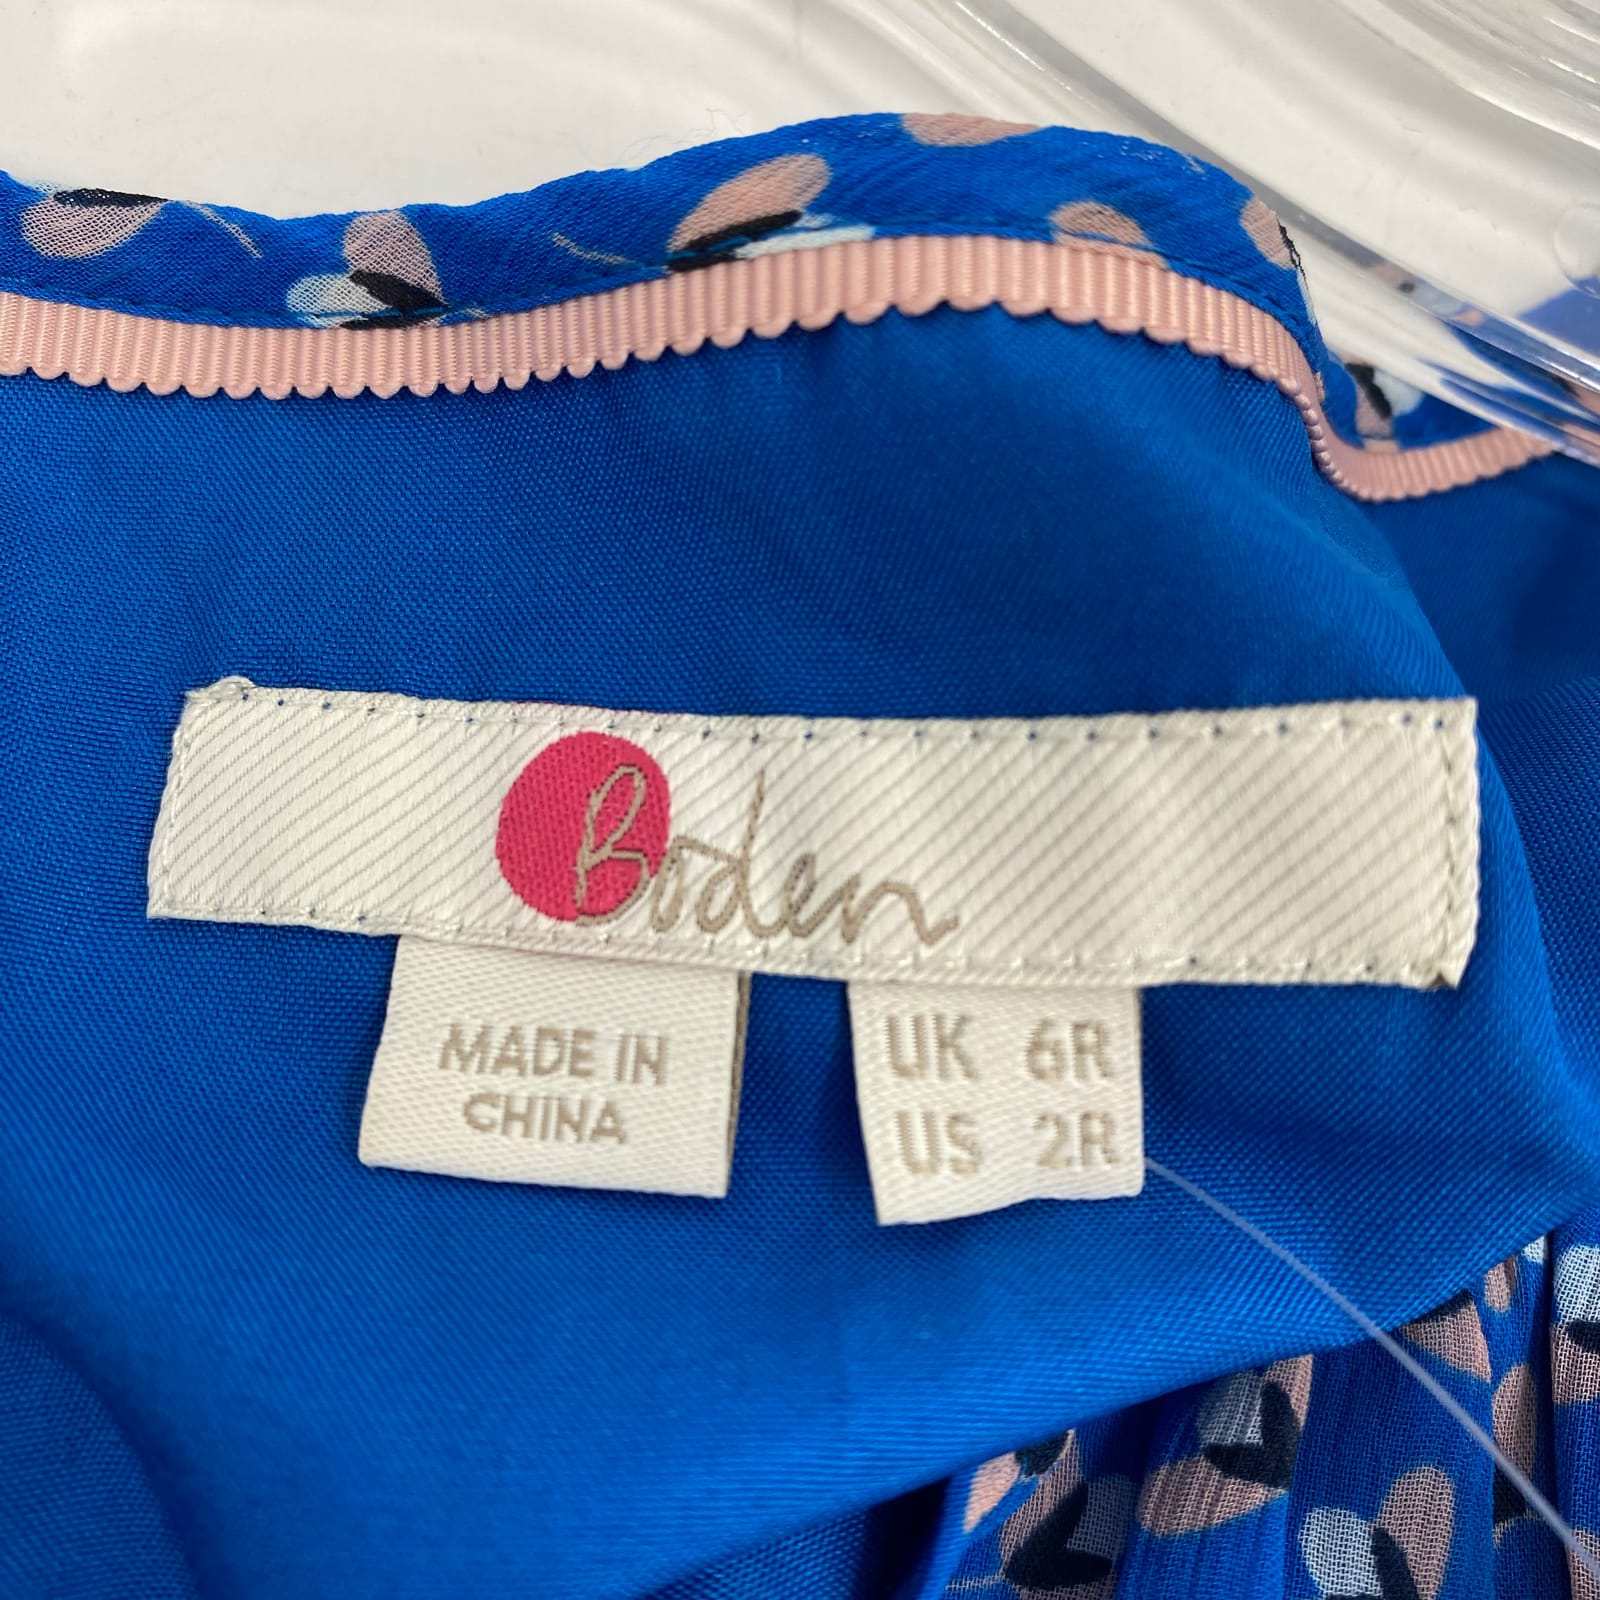 Boden
MADE IN
CHINA
UK 6R
US 2R